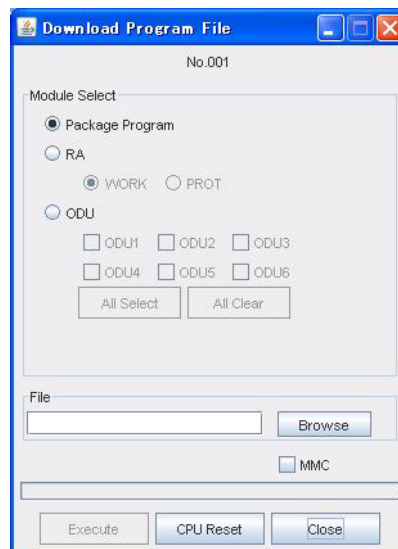 Download Program File
No.001
Module Select
Package Program
RA
WORK PROT
ODU
ODU1 ODU2 ODU3
ODU4 ODU5 ODU6
All Select All Clear
File
Browse
MMC
Execute CPU Reset Close